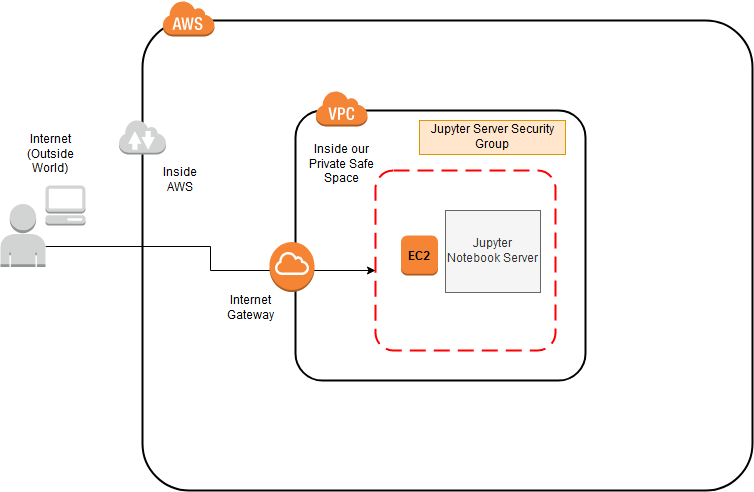 AWS
VPC
Jupyter Server Security
Group
Internet
(Outside
World)
Inside our
Private Safe
Space
Inside
AWS
EC2
Jupyter
Notebook Server
Internet
Gateway